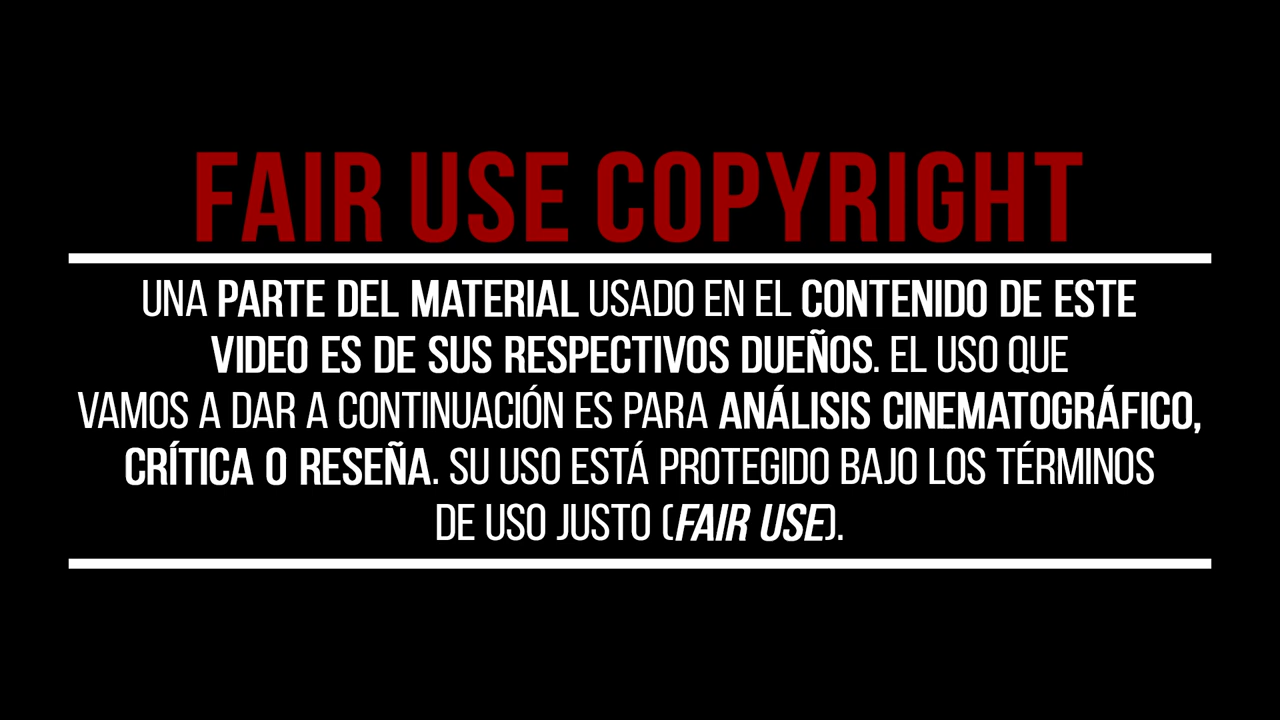 FAIR USE COPYRIGHT
UNA PARTE DEL MATERIAL USADO EN EL CONTENIDO DE ESTE
VIDEO ES DE SUS RESPECTIVOS DUEÑOS. EL USO QUE
VAMOS A DAR A CONTINUACIÓN ES PARA ANÁLISIS CINEMATOGRÁFICO,
CRÍTICA O RESEÑA. SU USO ESTÁ PROTEGIDO BAJO LOS TÉRMINOS
DE USO JUSTO (FAIR USE).